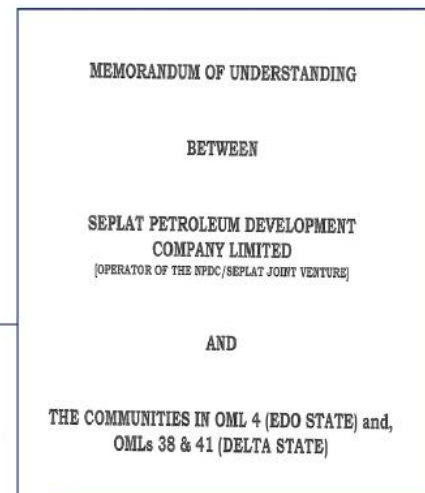 MEMORANDUM OF UNDERSTANDING
BETWEEN
SEPLAT PETROLEUM DEVELOPMENT
COMPANY LIMITED
[OPERATOR OF THE NPDC/SEPLAT JOINT VENTURE]
AND
THE COMMUNITIES IN OML 4 (EDO STATE) and,
OMLs 38 & 41 (DELTA STATE)